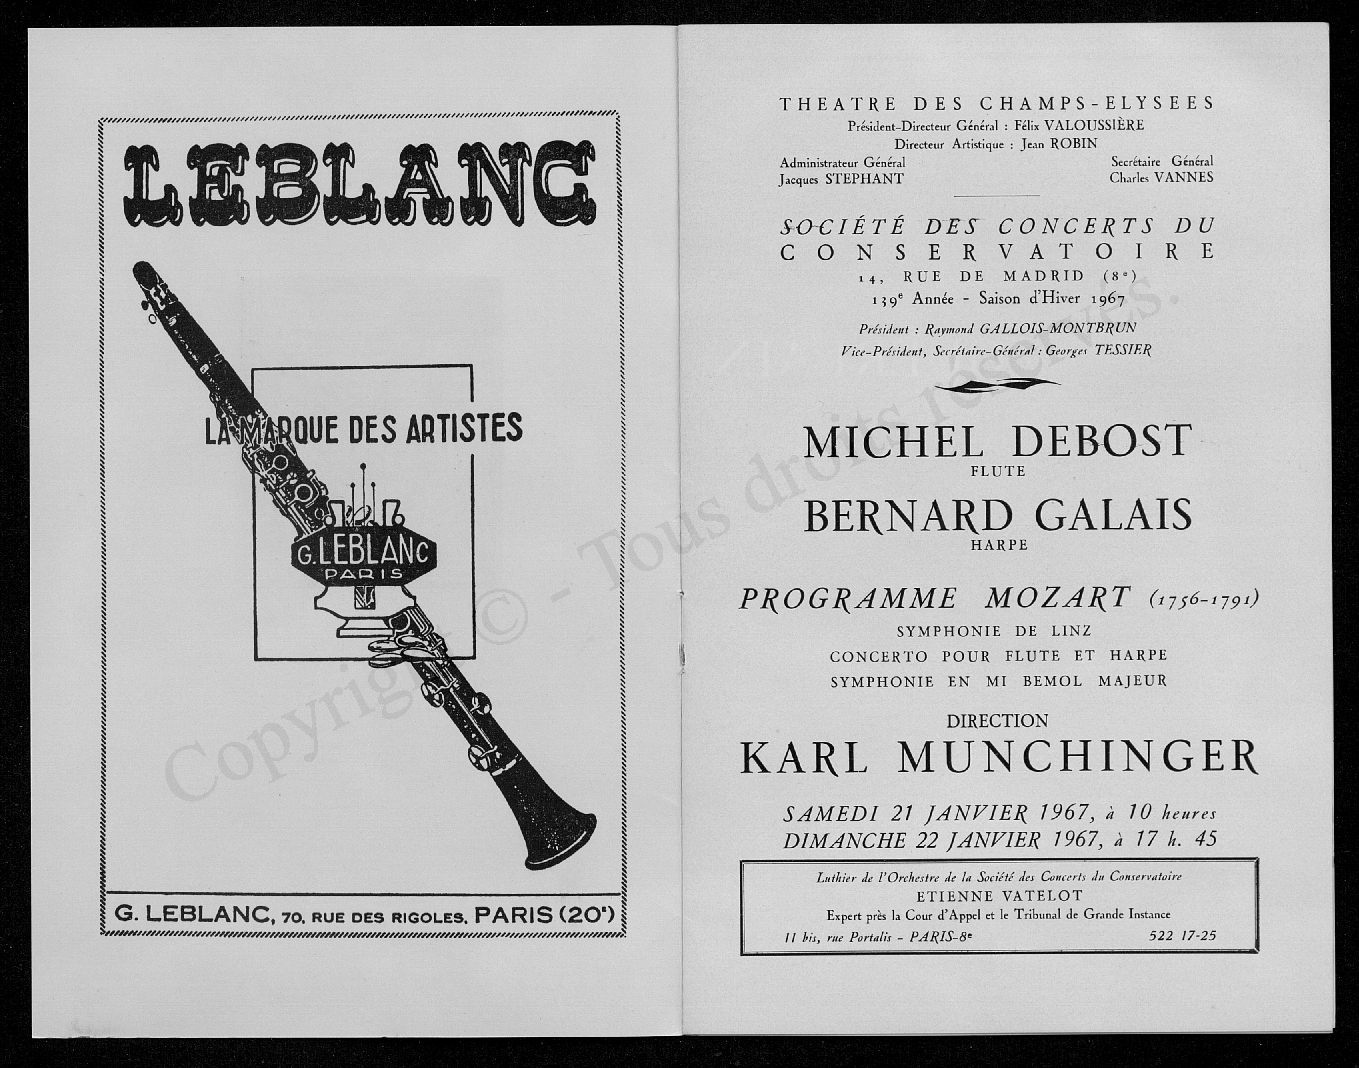 LEBLANC
LA MARQUE DES ARTISTES
G. LEBLANC
PARIS
G. LEBLANC, 70, RUE DES RIGOLES, PARIS (20e)
THEATRE DES CHAMPS-ELYSEES
Président-Directeur Général : Félix VALOUSSIÈRE
Directeur Artistique : Jean ROBIN
Administrateur Général Secrétaire Général
Jacques STEPHANT Charles VANNES
SOCIÉTÉ DES CONCERTS DU
CONSERVATOIRE
14, RUE DE MADRID (8e)
139e Année - Saison d'Hiver 1967
Président : Raymond GALLOIS-MONTBRUN
Vice-Président, Secrétaire-Général : Georges TESSIER
MICHEL DEBOST
FLUTE
BERNARD GALAIS
HARPE
PROGRAMME MOZART (1756-1791)
SYMPHONIE DE LINZ
CONCERTO POUR FLUTE ET HARPE
SYMPHONIE EN MI BEMOL MAJEUR
DIRECTION
KARL MUNCHINGER
SAMEDI 21 JANVIER 1967, à 10 heures
DIMANCHE 22 JANVIER 1967, à 17 h. 45
Luthier de l'Orchestre de la Société des Concerts du Conservatoire
ETIENNE VATELOT
Expert près la Cour d'Appel et le Tribunal de Grande Instance
11 bis, rue Portalis - PARIS-8e 522 17-25
Copyright © - Tous droits réservés.